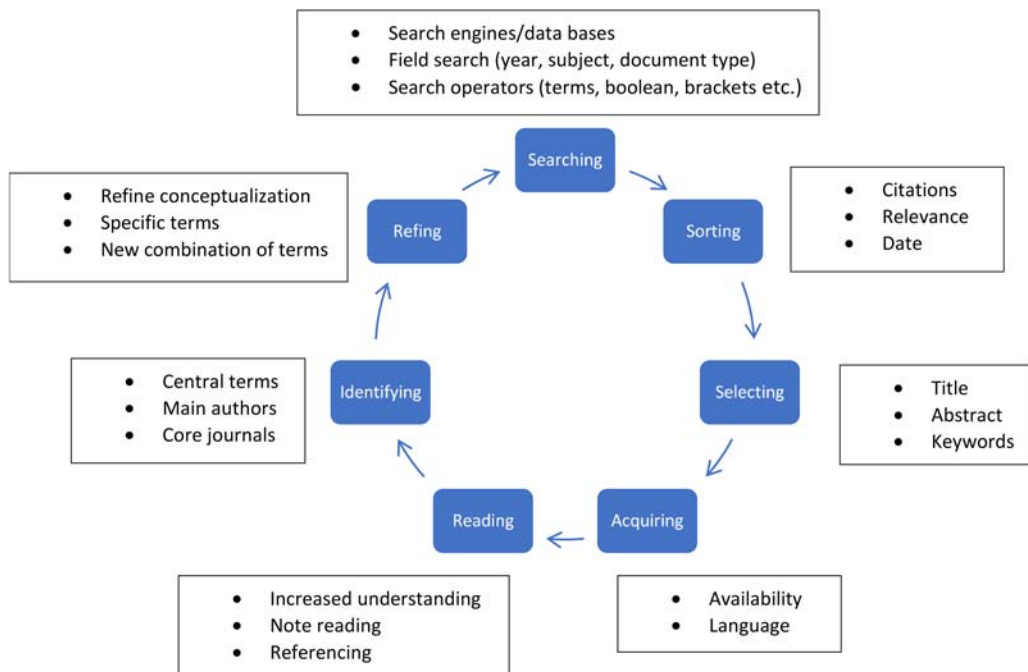 • Search engines/data bases
• Field search (year, subject, document type)
• Search operators (terms, boolean, brackets etc.)
Searching
• Refine conceptualization
• Specific terms
• New combination of terms
Refing
Sorting
• Citations
• Relevance
• Date
• Central terms
• Main authors
• Core journals
Identifying
Selecting
• Title
• Abstract
• Keywords
Reading
Acquiring
• Increased understanding
• Note reading
• Referencing
• Availability
• Language